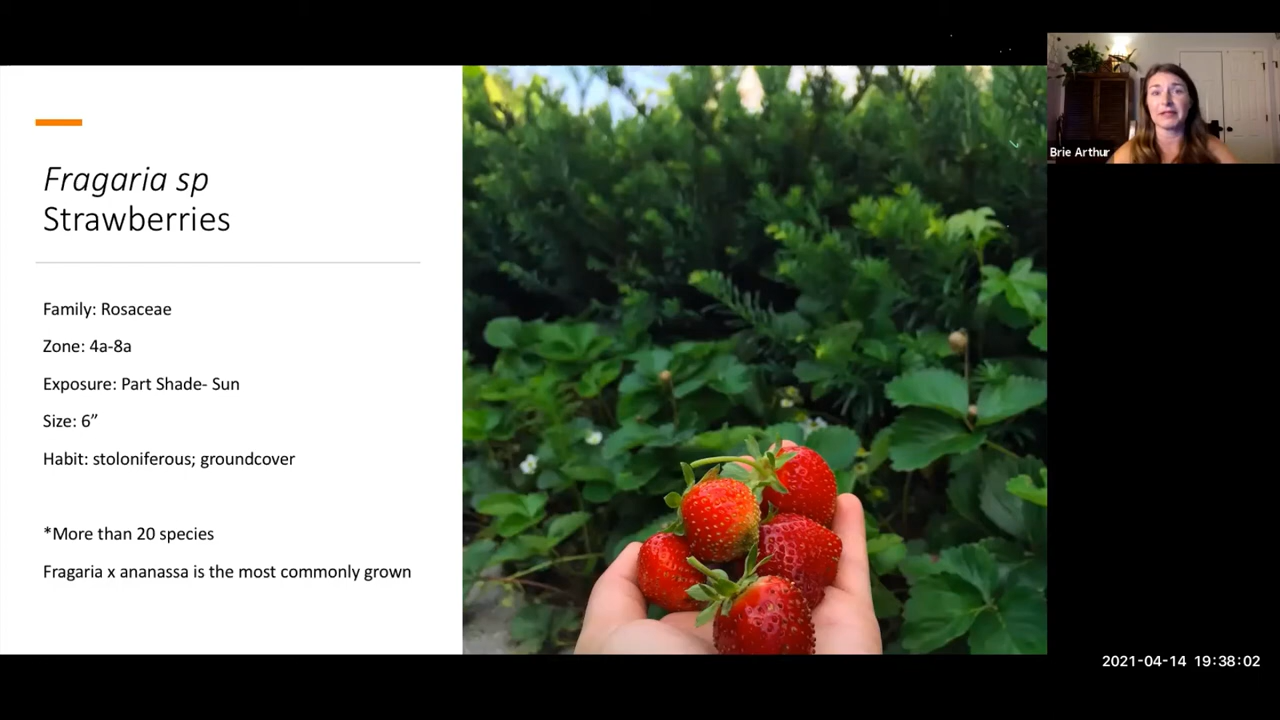 Fragaria sp
Strawberries
Family: Rosaceae
Zone: 4a-8a
Exposure: Part Shade- Sun
Size: 6”
Habit: stoloniferous; groundcover
*More than 20 species
Fragaria x ananassa is the most commonly grown
Brie Arthur
2021-04-14 19:38:02